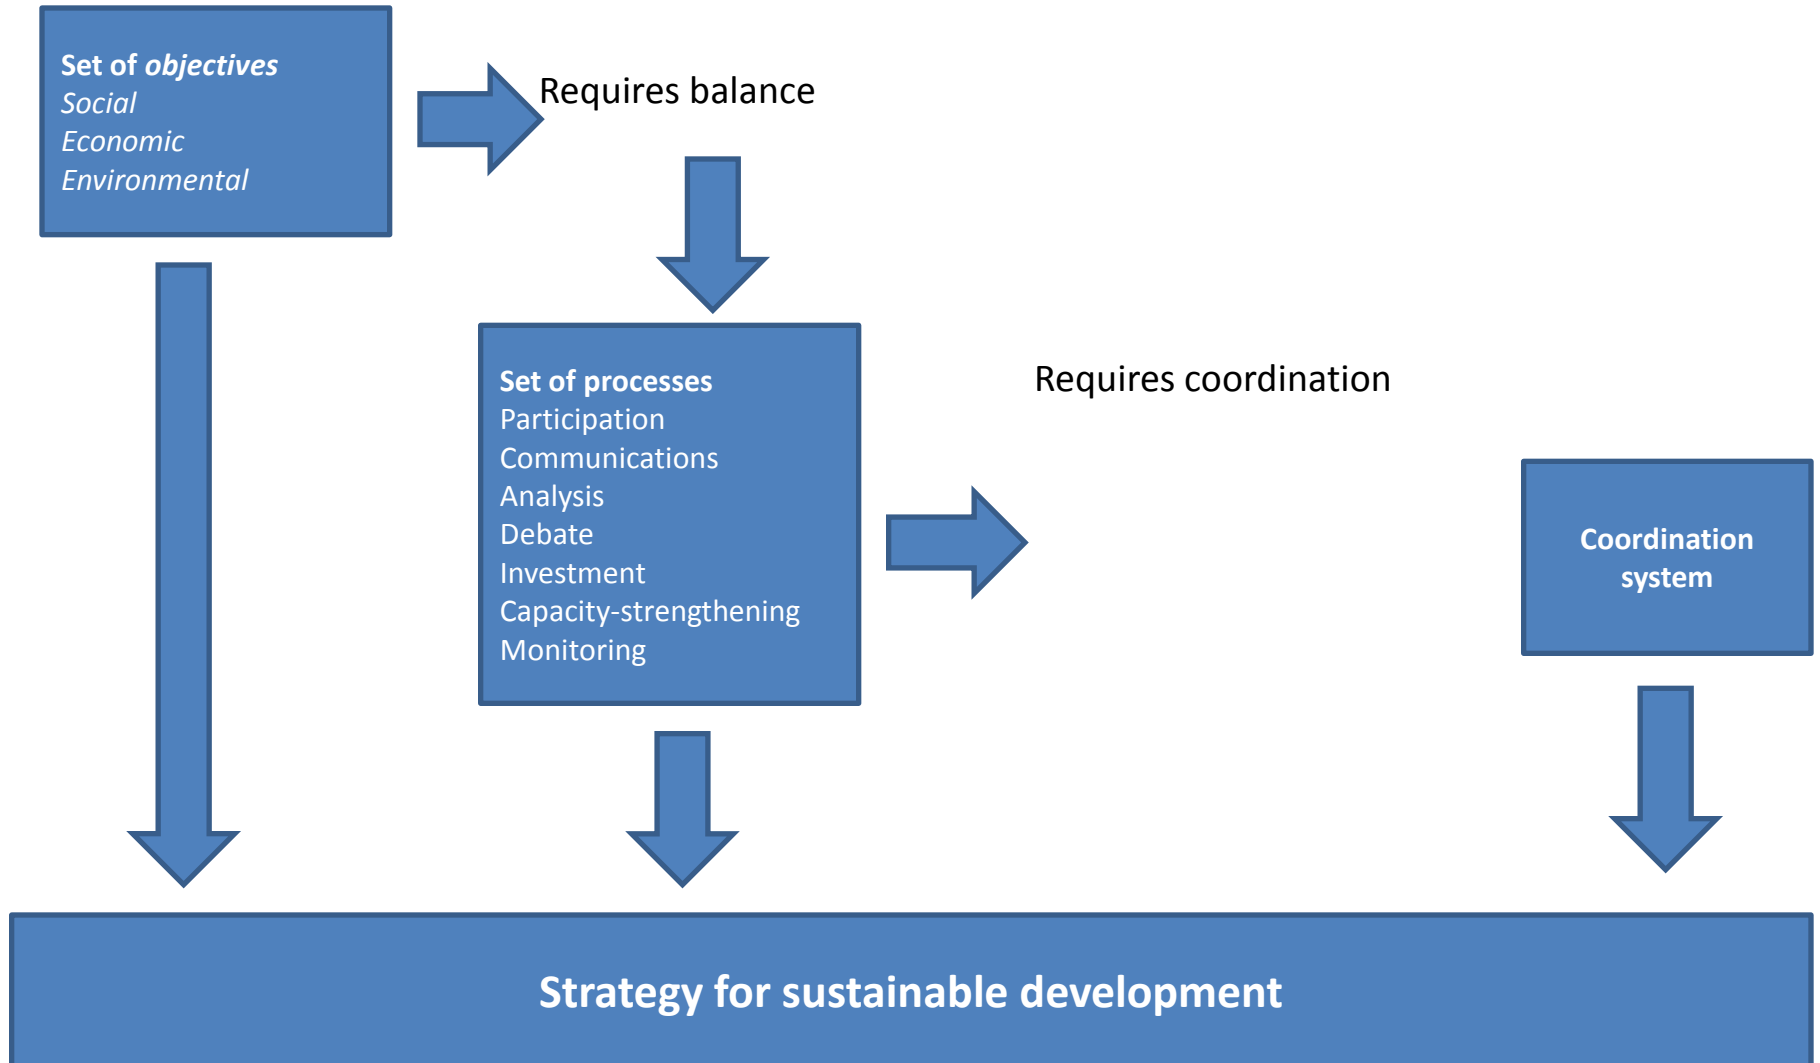 Set of objectives
Social
Economic
Environmental
Requires balance
Set of processes
Participation
Communications
Analysis
Debate
Investment
Capacity-strengthening
Monitoring
Requires coordination
Coordination
system
Strategy for sustainable development